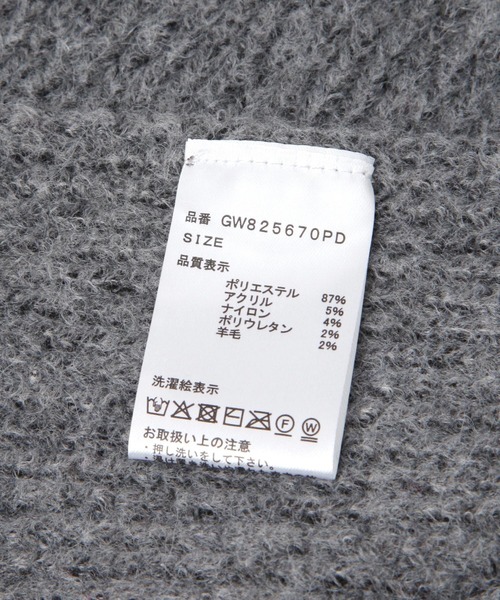 品番 GW825670PD
SIZE
品質表示
ポリエステル 87%
アクリル 5%
ナイロン 4%
ポリウレタン 2%
羊毛 2%
洗濯絵表示
F W
お取扱い上の注意
・押し洗いをして下さい。